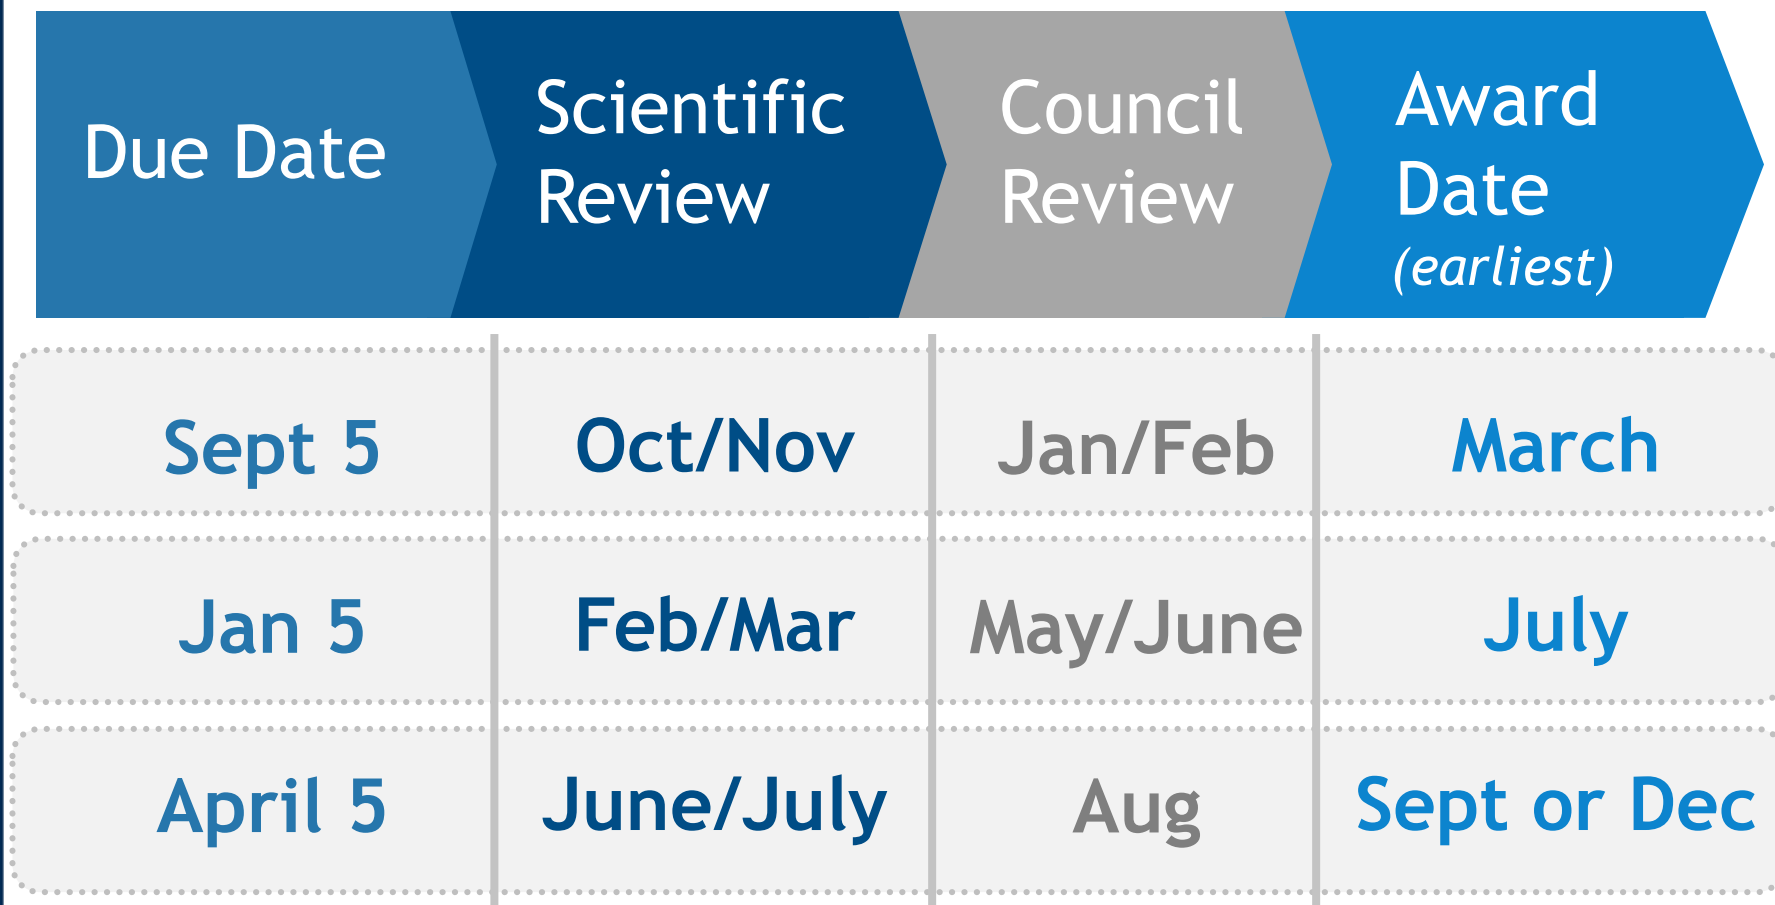 Due Date
Scientific
Review
Council
Review
Award
Date
(earliest)
Sept 5 Oct/Nov Jan/Feb March
Jan 5 Feb/Mar May/June July
April 5 June/July Aug Sept or Dec